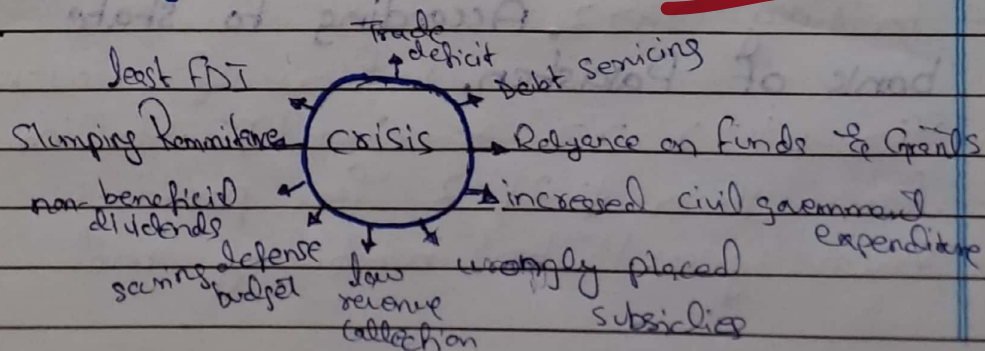 Trade
deficit
Debt Servicing
Relyance on funds & Grants
increased civil government
expenditure
wrongly placed
subsidies
low
revenue
collection
defense
budget
non-beneficial
dividends
Slumping Remmitance
least FDI
CRISIS